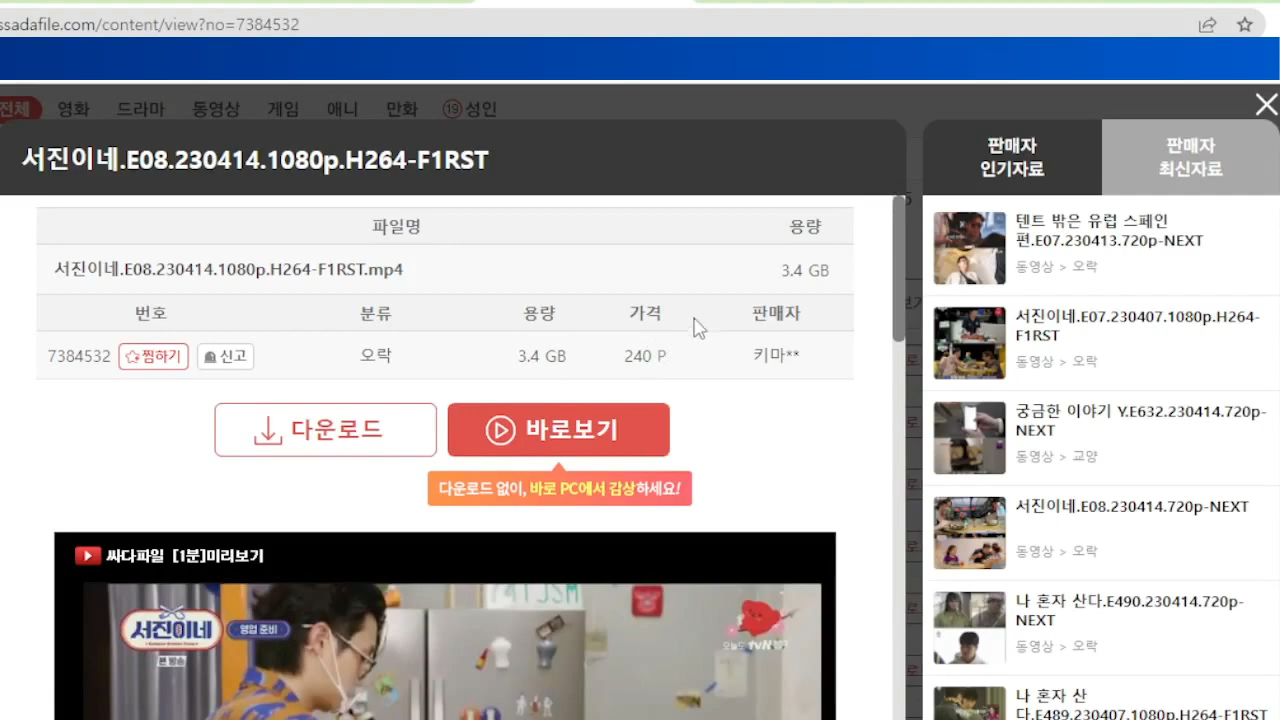 ssadafile.com/content/view?no=7384532
전체 영화 드라마 동영상 게임 애니 만화 19 성인
서진이네.E08.230414.1080p.H264-F1RST
파일명 용량
서진이네.E08.230414.1080p.H264-F1RST.mp4 3.4 GB
번호 분류 용량 가격 판매자
7384532 찜하기 신고 오락 3.4 GB 240 P 키마**
다운로드 바로보기
다운로드 없이, 바로 PC에서 감상하세요!
싸다파일 [1분]미리보기
서진이네 영업 준비
본방송
오늘도 tvN
판매자
인기자료
판매자
최신자료
텐트 밖은 유럽 스페인
편.E07.230413.720p-NEXT
동영상 > 오락
서진이네.E07.230407.1080p.H264-
F1RST
동영상 > 오락
궁금한 이야기 Y.E632.230414.720p-
NEXT
동영상 > 교양
서진이네.E08.230414.720p-NEXT
동영상 > 오락
나 혼자 산다.E490.230414.720p-
NEXT
동영상 > 오락
나 혼자 산
다.E489.230407.1080p.H264-F1RST